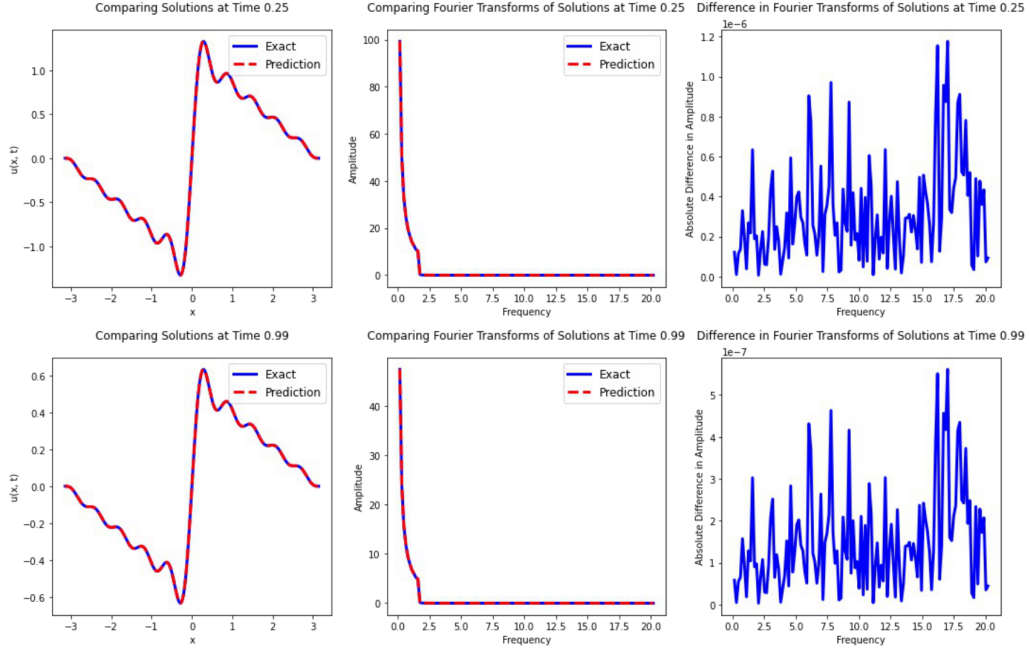 Comparing Solutions at Time 0.25
Exact
Prediction
u(x, t)
1.0
0.5
0.0
−0.5
−1.0
−3 −2 −1 0 1 2 3
x
Comparing Fourier Transforms of Solutions at Time 0.25
Exact
Prediction
Amplitude
100
80
60
40
20
0
0.0 2.5 5.0 7.5 10.0 12.5 15.0 17.5 20.0
Frequency
Difference in Fourier Transforms of Solutions at Time 0.25
1e−6
Absolute Difference in Amplitude
1.2
1.0
0.8
0.6
0.4
0.2
0.0
0.0 2.5 5.0 7.5 10.0 12.5 15.0 17.5 20.0
Frequency
Comparing Solutions at Time 0.99
Exact
Prediction
u(x, t)
0.6
0.4
0.2
0.0
−0.2
−0.4
−0.6
−3 −2 −1 0 1 2 3
x
Comparing Fourier Transforms of Solutions at Time 0.99
Exact
Prediction
Amplitude
40
30
20
10
0
0.0 2.5 5.0 7.5 10.0 12.5 15.0 17.5 20.0
Frequency
Difference in Fourier Transforms of Solutions at Time 0.99
1e−7
Absolute Difference in Amplitude
5
4
3
2
1
0
0.0 2.5 5.0 7.5 10.0 12.5 15.0 17.5 20.0
Frequency